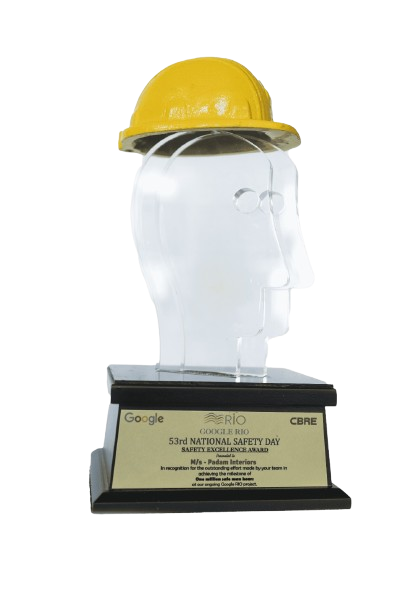 Google RIO CBRE
GOOGLE RIO
53rd NATIONAL SAFETY DAY
SAFETY EXCELLENCE AWARD
Presented to
M/s - Padam Interiors
In recognition for the outstanding effort made by your team in
achieving the milestone of
One million safe man hours
at our ongoing Google RIO project.